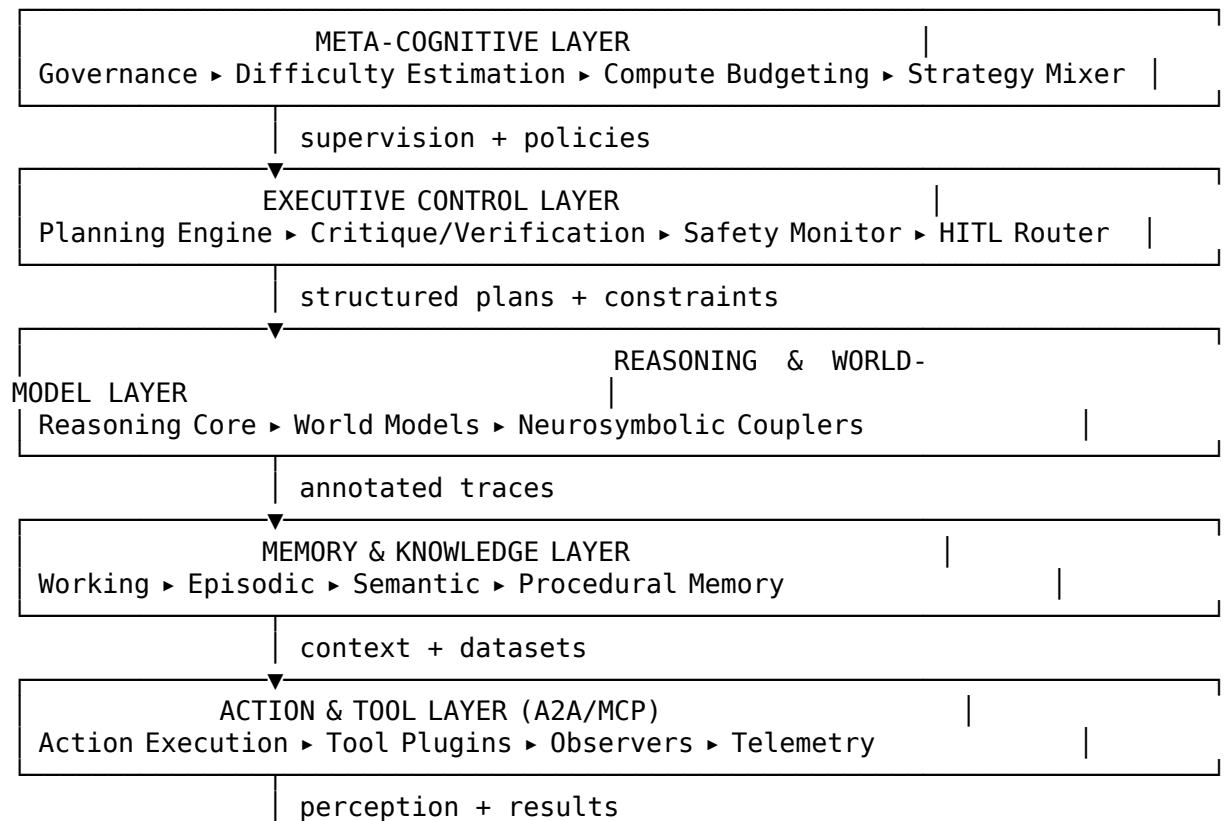 META-COGNITIVE LAYER
Governance ▸ Difficulty Estimation ▸ Compute Budgeting ▸ Strategy Mixer
supervision + policies
EXECUTIVE CONTROL LAYER
Planning Engine ▸ Critique/Verification ▸ Safety Monitor ▸ HITL Router
structured plans + constraints
REASONING & WORLD-
MODEL LAYER
Reasoning Core ▸ World Models ▸ Neurosymbolic Couplers
annotated traces
MEMORY & KNOWLEDGE LAYER
Working ▸ Episodic ▸ Semantic ▸ Procedural Memory
context + datasets
ACTION & TOOL LAYER (A2A/MCP)
Action Execution ▸ Tool Plugins ▸ Observers ▸ Telemetry
perception + results